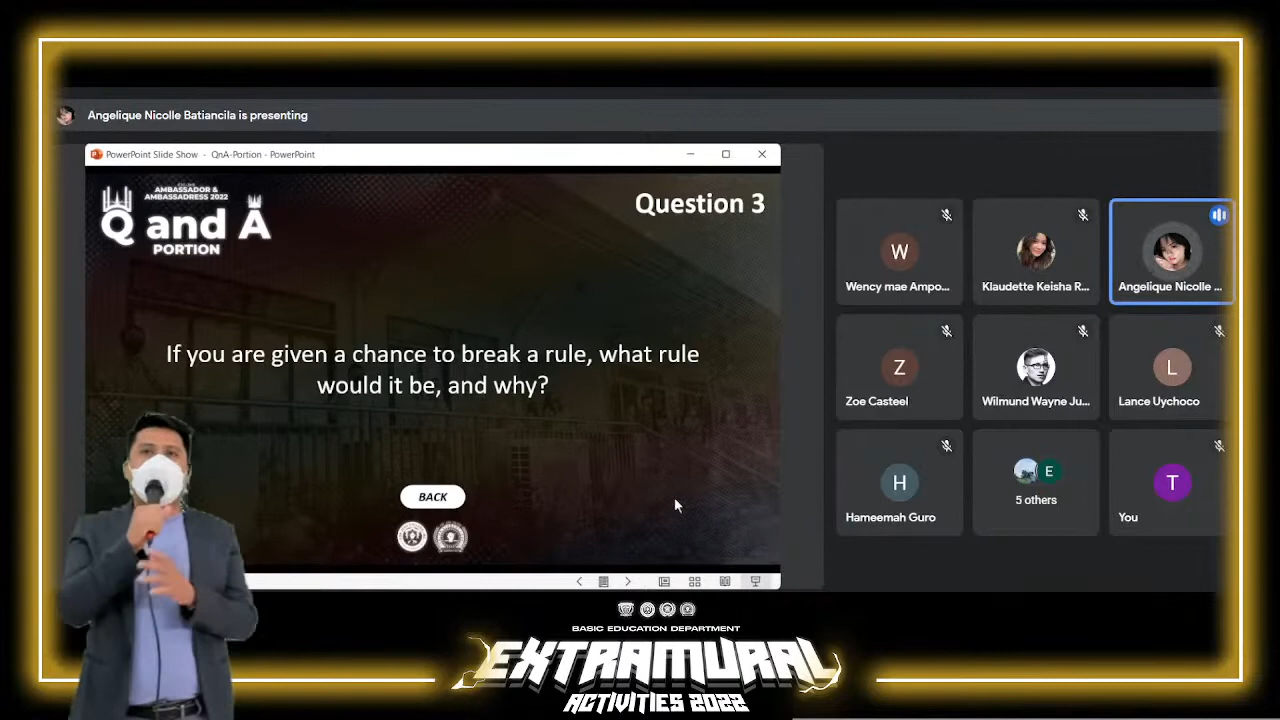 Angelique Nicolle Batiancila is presenting
PowerPoint Slide Show - QnA-Portion - PowerPoint
AMBASSADOR &
AMBASSADRESS 2022
Q and A
PORTION
Question 3
If you are given a chance to break a rule, what rule
would it be, and why?
BACK
W
Wency mae Ampo...
Klaudette Keisha R...
Angelique Nicolle ...
Z
Zoe Casteel
Wilmund Wayne Ju...
L
Lance Uychoco
H
Hameemah Guro
E
5 others
T
You
BASIC EDUCATION DEPARTMENT
EXTRAMURAL
ACTIVITIES 2022